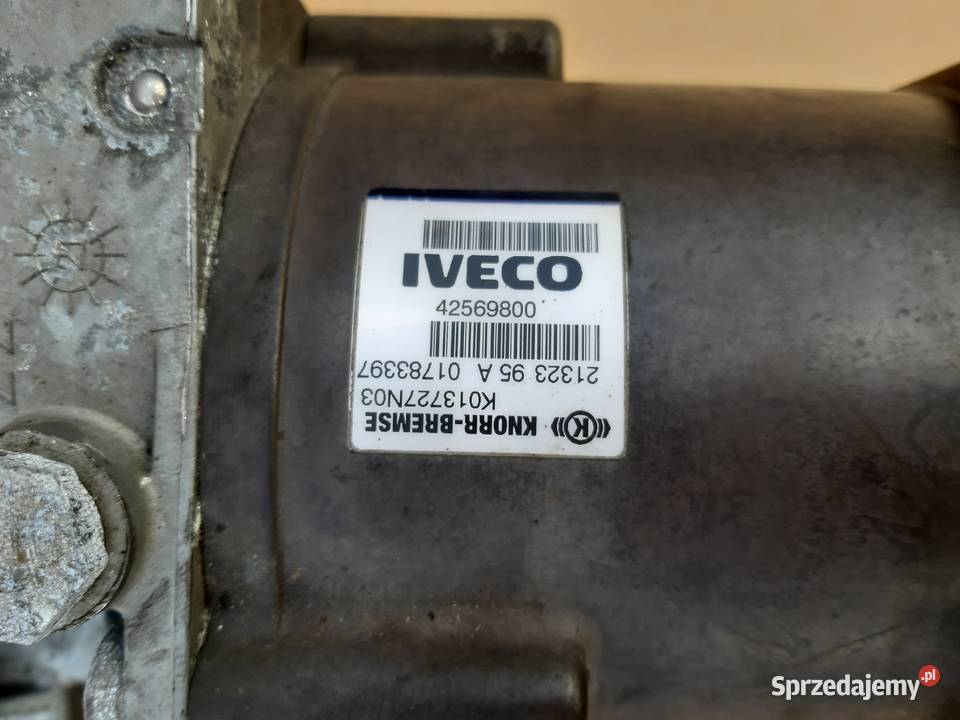 IVECO
42569800
21323 95 A 01783397
K013727N03
KNORR-BREMSE
Sprzedajemy.pl